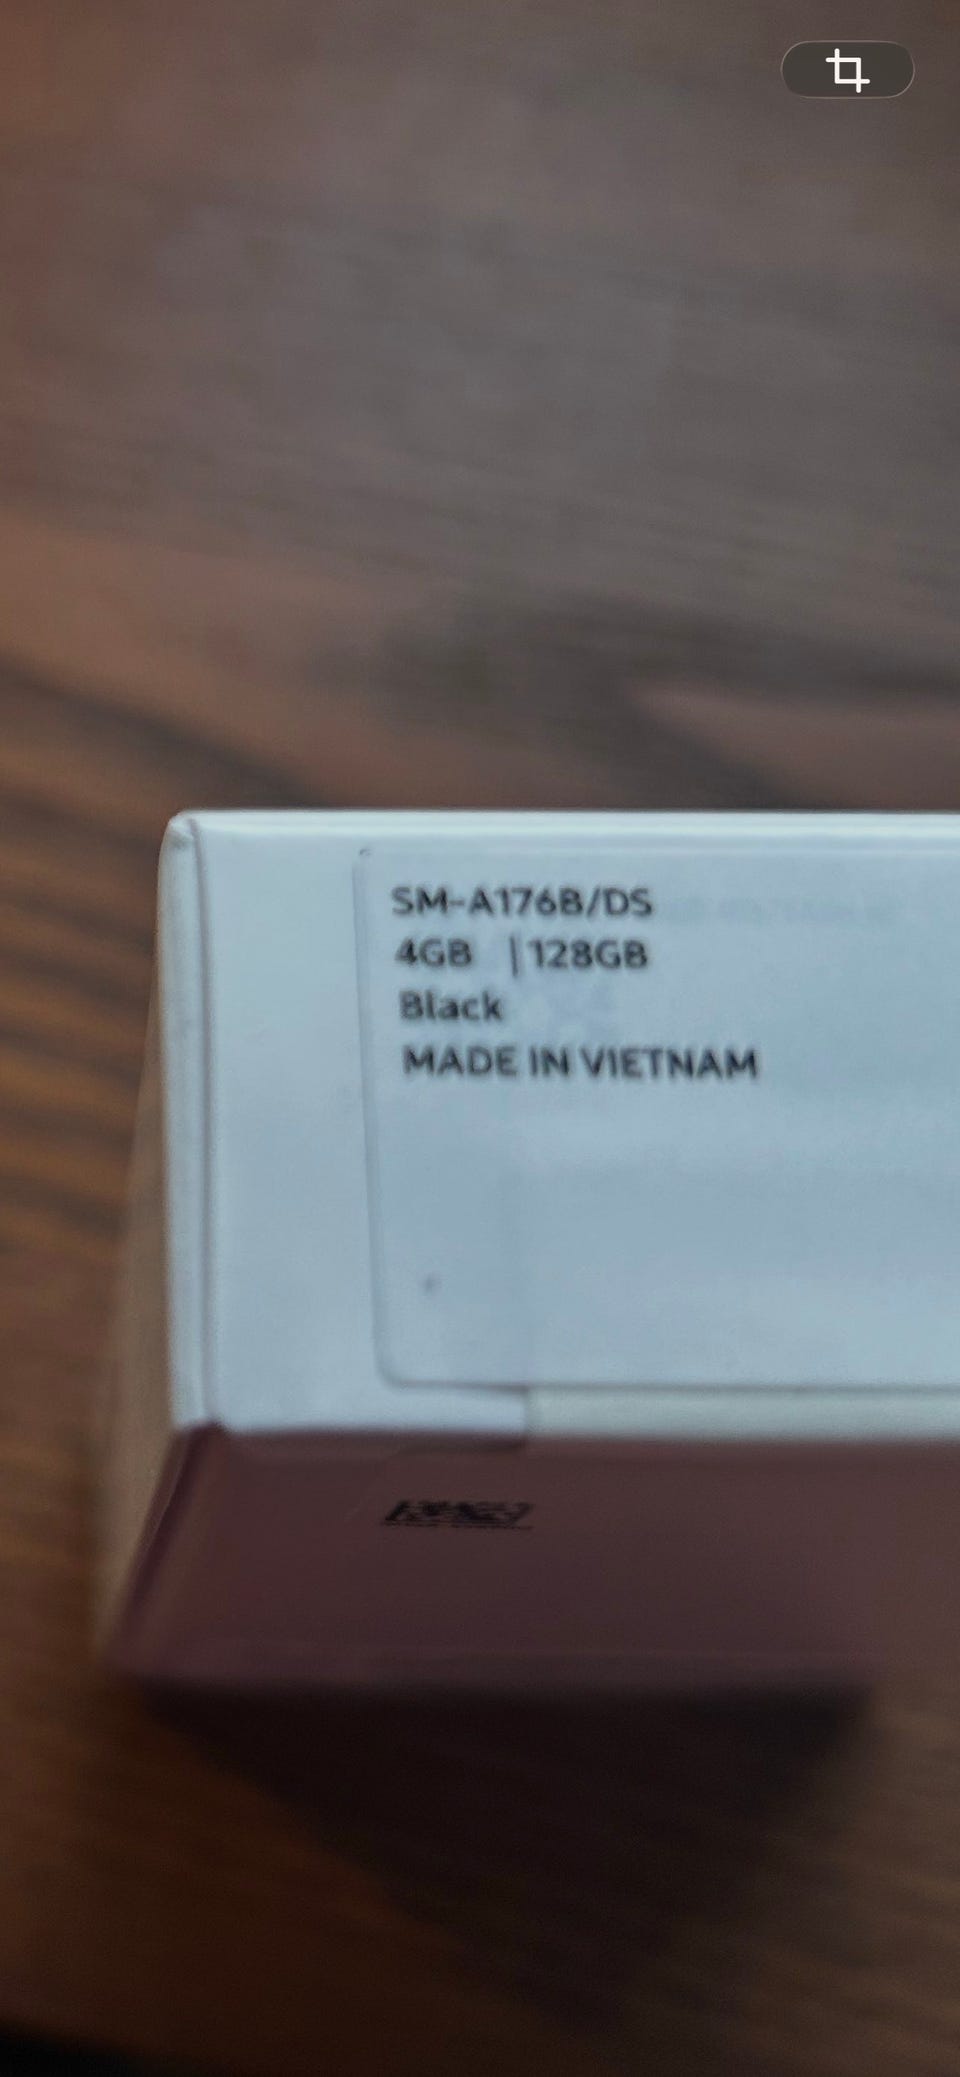 SM-A176B/DS
4GB | 128GB
Black
MADE IN VIETNAM